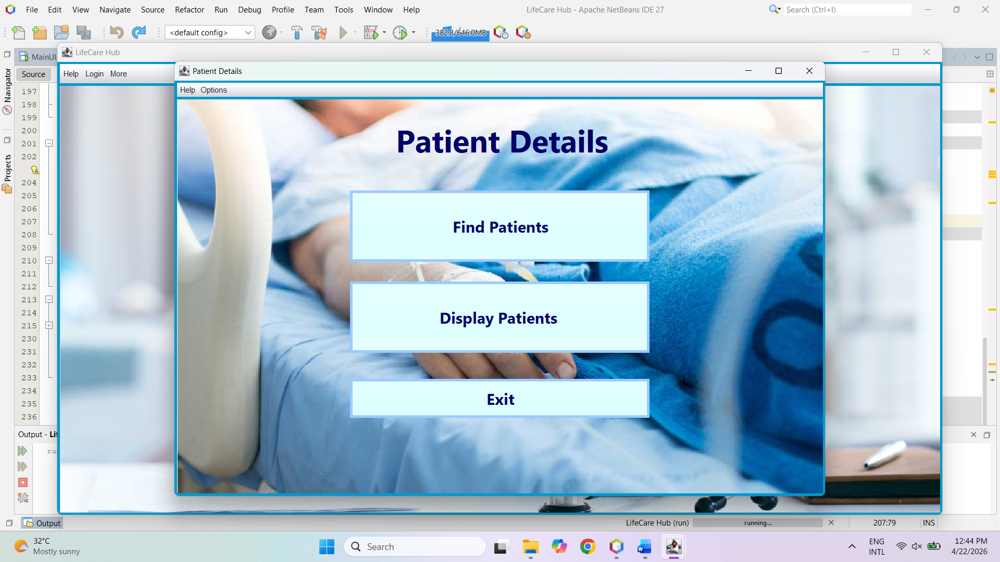 File Edit View Navigate Source Refactor Run Debug Profile Team Tools Window Help
LifeCare Hub - Apache NetBeans IDE 27
Search (Ctrl+I)
<default config>
382.8/646.0MB
MainUI
LifeCare Hub
Source
Help Login More
Patient Details
Help Options
Navigator
Projects
197
198
199
200
201
202
204
205
206
207
208
209
210
211
212
213
214
215
230
231
232
233
234
235
236
Patient Details
Find Patients
Display Patients
Exit
Output -
Output
LifeCare Hub (run)
running...
207:79
INS
32°C
Mostly sunny
Search
ENG
INTL
12:44 PM
4/22/2026